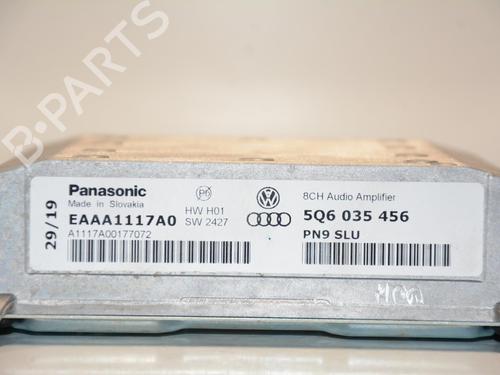 B-PARTS
29/19
Panasonic
Made in Slovakia
EAAA1117A0
A1117A00177072
P6
HW H01
SW 2427
8CH Audio Amplifier
5Q6 035 456
PN9 SLU